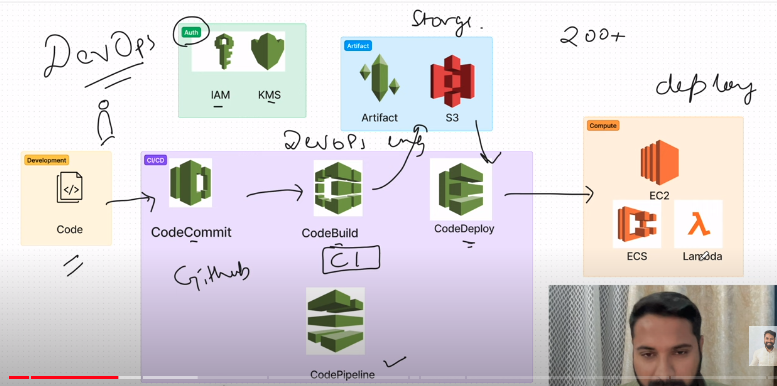 DevOps
Auth
IAM
KMS
Storge.
Artifact
Artifact
S3
200+
deploy
DevOps eng
Development
Code
CI/CD
CodeCommit
Github
CodeBuild
CI
CodeDeploy
CodePipeline
Compute
EC2
ECS
Lambda